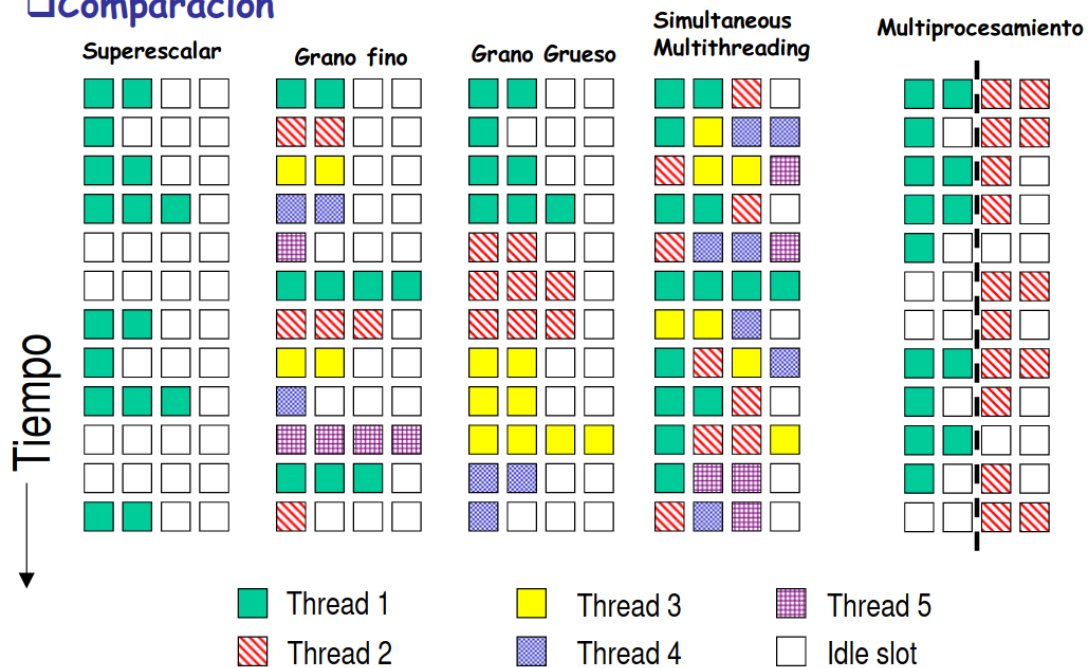 ❑Comparación
Superescalar
Grano fino
Grano Grueso
Simultaneous
Multithreading
Multiprocesamiento
Tiempo
Thread 1
Thread 3
Thread 5
Thread 2
Thread 4
Idle slot